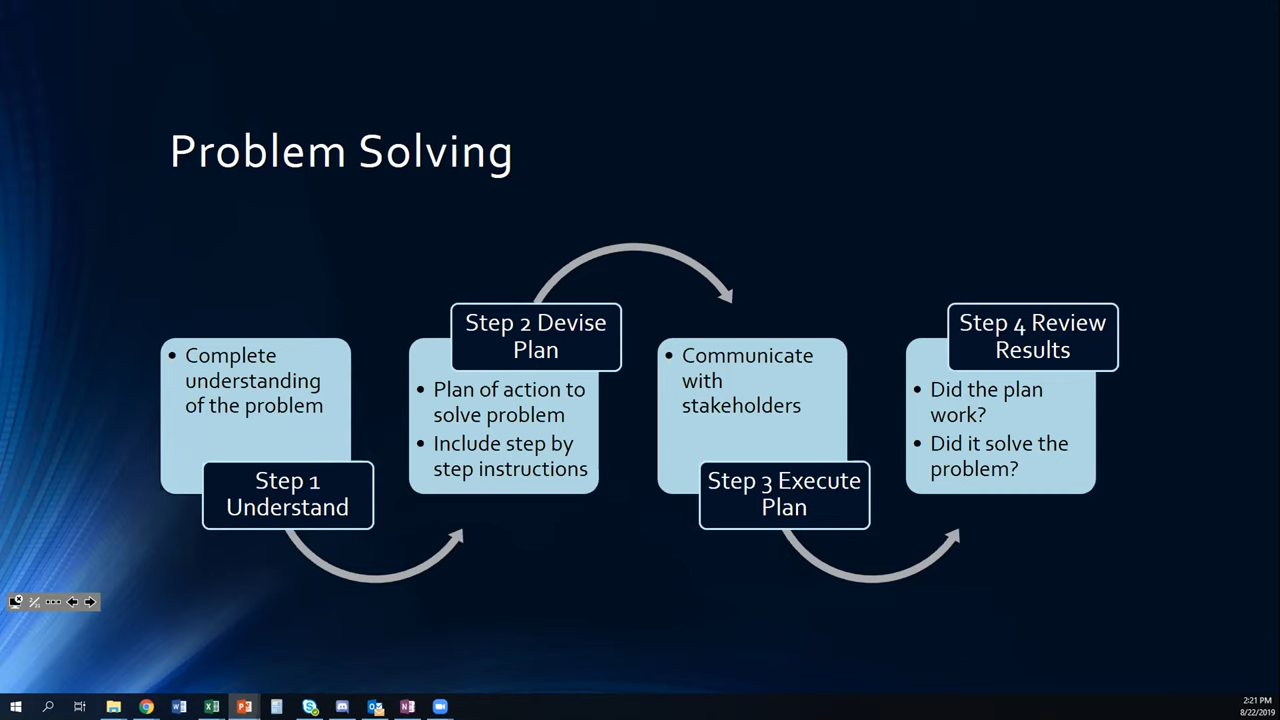 Problem Solving
Complete
understanding
of the problem
Step 1
Understand
Step 2 Devise
Plan
Plan of action to
solve problem
Include step by
step instructions
Communicate
with
stakeholders
Step 3 Execute
Plan
Step 4 Review
Results
Did the plan
work?
Did it solve the
problem?
2:21 PM
8/22/2019